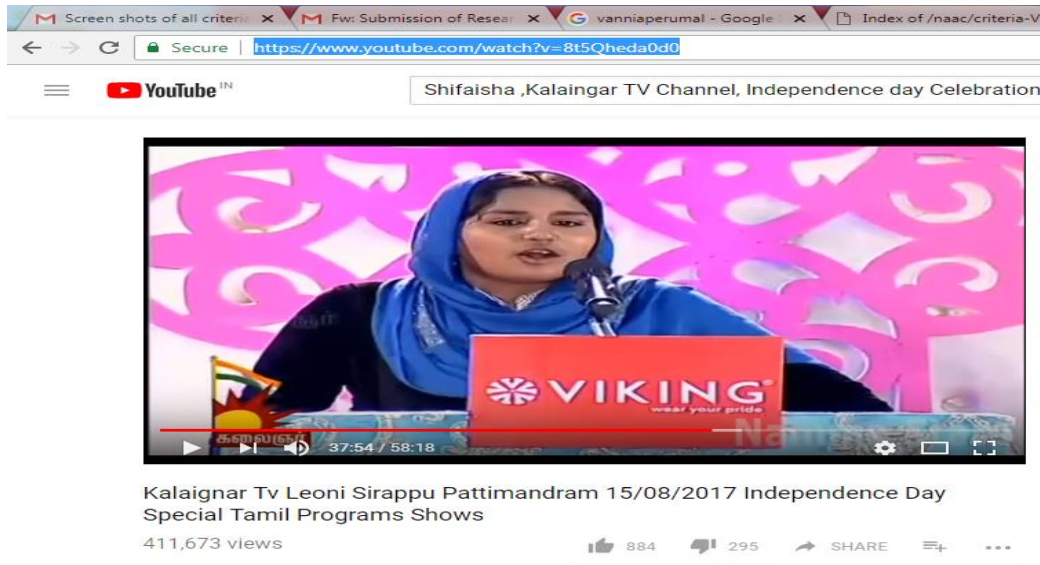 Screen shots of all criteria
Fw: Submission of Resear
vanniaperumal - Google
Index of /naac/criteria-V
Secure
https://www.youtube.com/watch?v=8t5Qheda0d0
YouTube IN
Shifaisha ,Kalaingar TV Channel, Independence day Celebration
VIKING
wear your pride
கலைஞர்
37:54 / 58:18
Kalaignar Tv Leoni Sirappu Pattimandram 15/08/2017 Independence Day
Special Tamil Programs Shows
411,673 views
884
295
SHARE